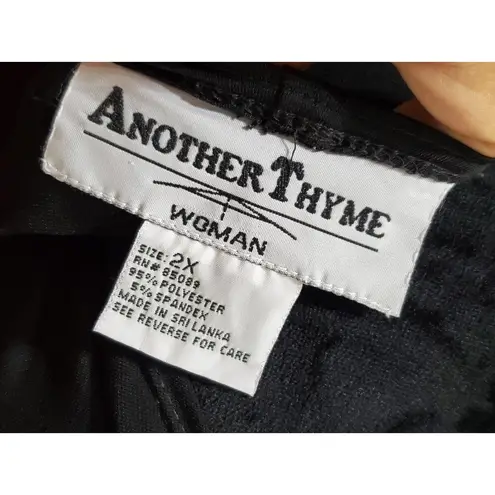 ANOTHER THYME
WOMAN
SIZE: 2X
RN# 85089
95% POLYESTER
5% SPANDEX
MADE IN SRI LANKA
SEE REVERSE FOR CARE